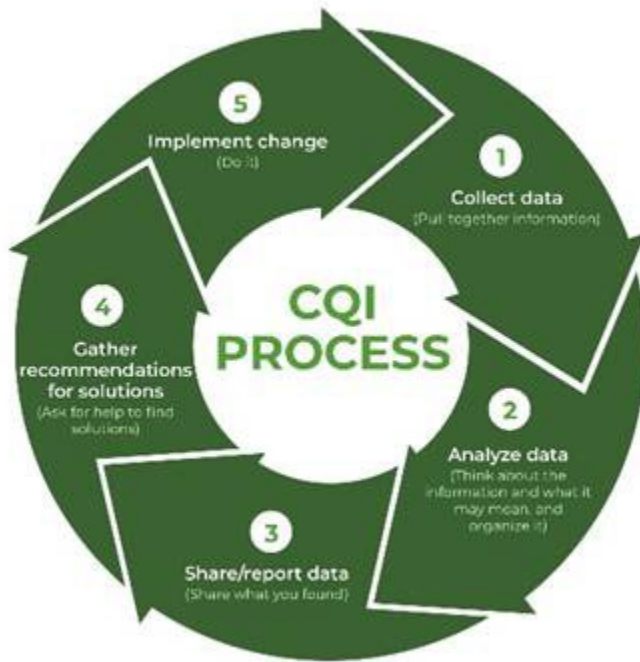 CQI
PROCESS
1
Collect data
(Pull together information)
2
Analyze data
(Think about the
information and what it
may mean, and
organize it)
3
Share/report data
(Share what you found)
4
Gather
recommendations
for solutions
(Ask for help to find
solutions)
5
Implement change
(Do it)